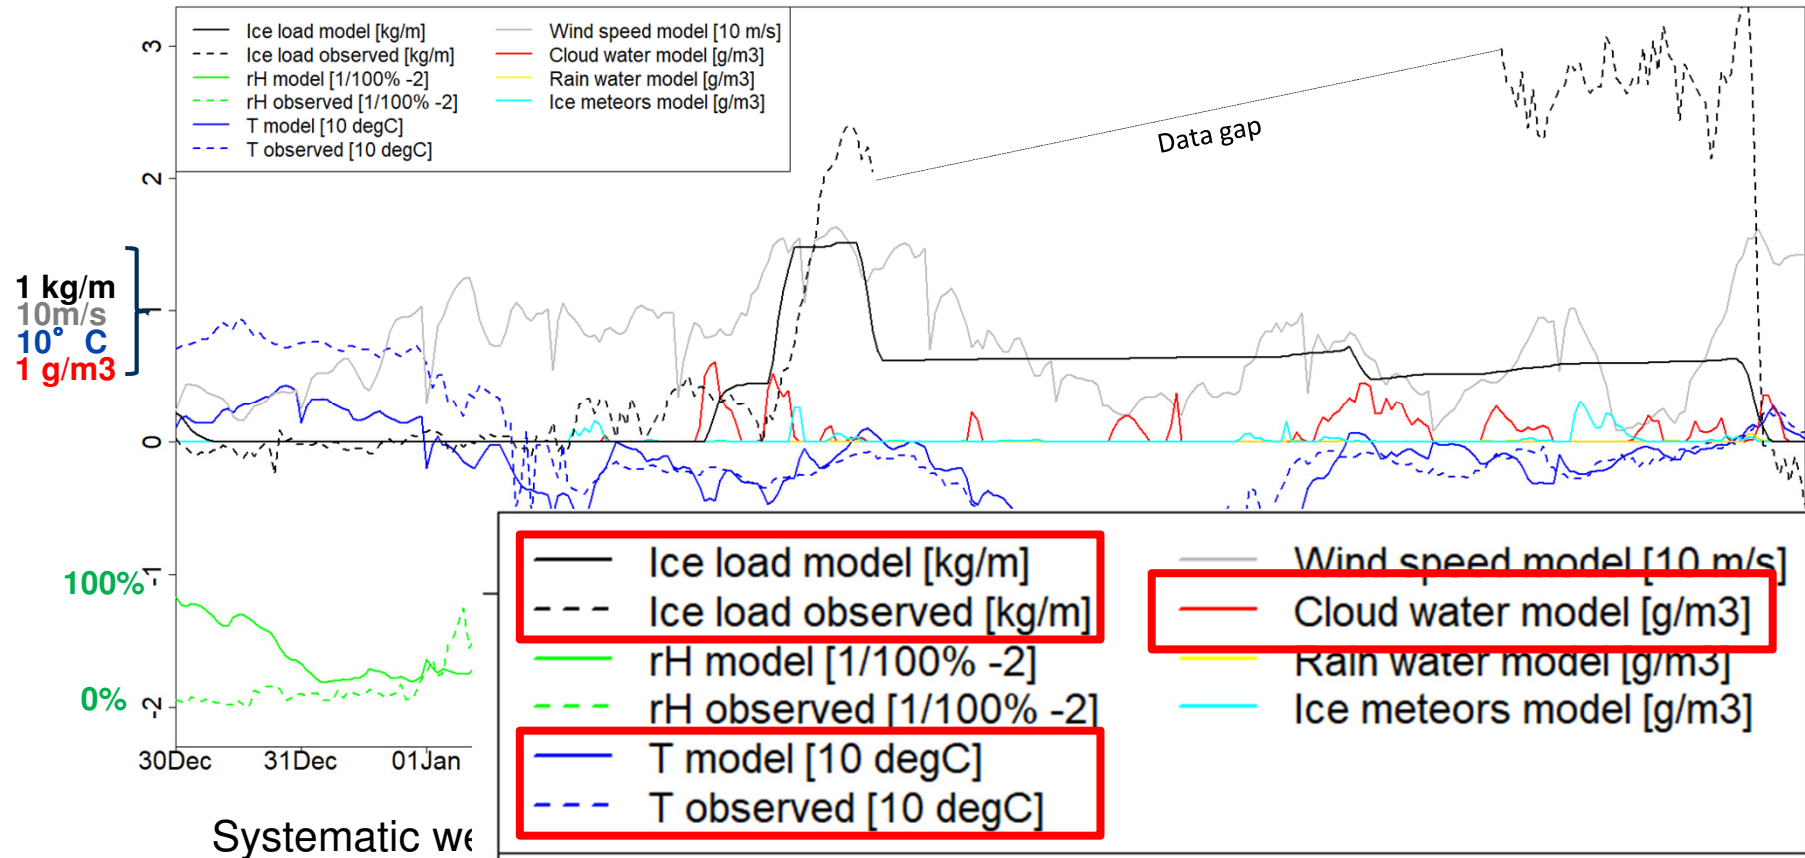 Ice load model [kg/m]
Ice load observed [kg/m]
rH model [1/100% -2]
rH observed [1/100% -2]
T model [10 degC]
T observed [10 degC]
Wind speed model [10 m/s]
Cloud water model [g/m3]
Rain water model [g/m3]
Ice meteors model [g/m3]
3
2
1
0
-1
-2
Data gap
1 kg/m
10m/s
10° C
1 g/m3
100%
0%
30Dec 31Dec 01Jan
Ice load model [kg/m]
Ice load observed [kg/m]
rH model [1/100% -2]
rH observed [1/100% -2]
T model [10 degC]
T observed [10 degC]
Wind speed model [10 m/s]
Cloud water model [g/m3]
Rain water model [g/m3]
Ice meteors model [g/m3]
Systematic we